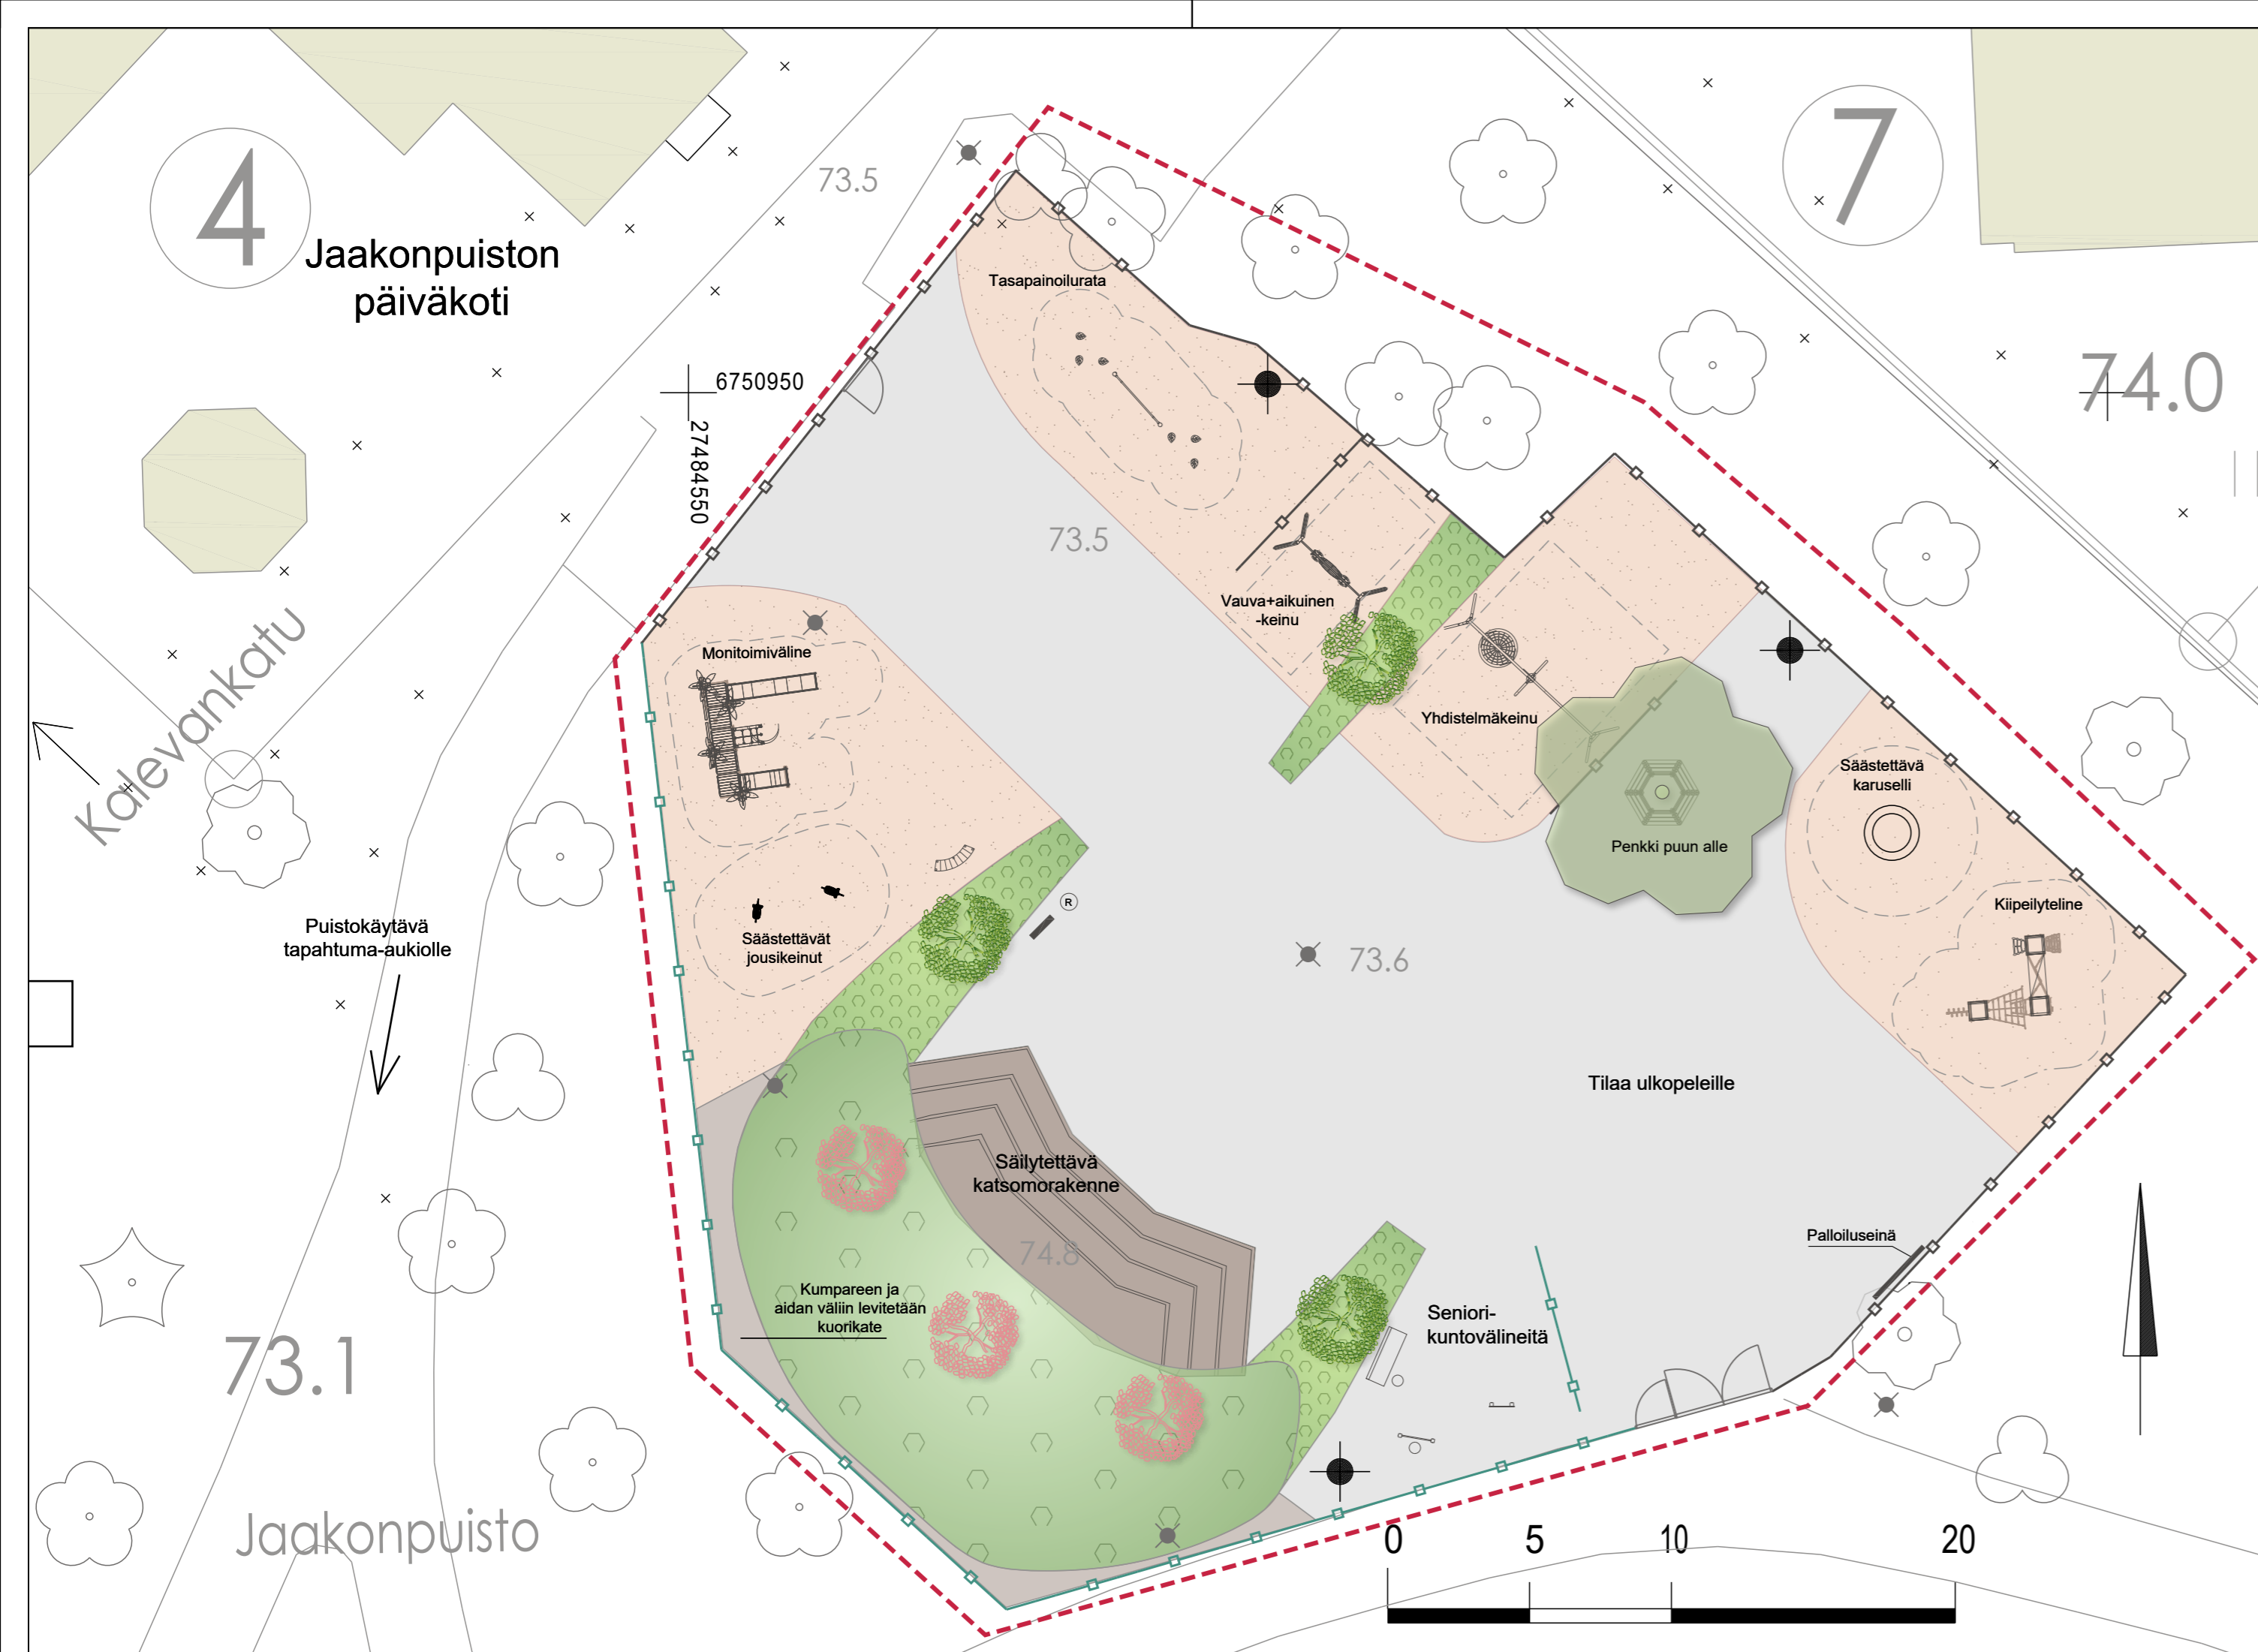 4
Jaakonpuiston
päiväkoti
73.5
7
74.0
6750950
27484550
Tasapainoilurata
73.5
Vauva+aikuinen
-keinu
Monitoimiväline
Yhdistelmäkeinu
Säästettävä
karuselli
Penkki puun alle
Kiipeilyteline
Kalevankatu
Puistokäytävä
tapahtuma-aukiolle
Säästettävät
jousikeinut
R
73.6
Tilaa ulkopeleille
Säilytettävä
katsomorakenne
74.8
Palloiluseinä
Kumpareen ja
aidan väliin levitetään
kuorikate
Seniori-
kuntovälineitä
73.1
Jaakonpuisto
0 5 10 20